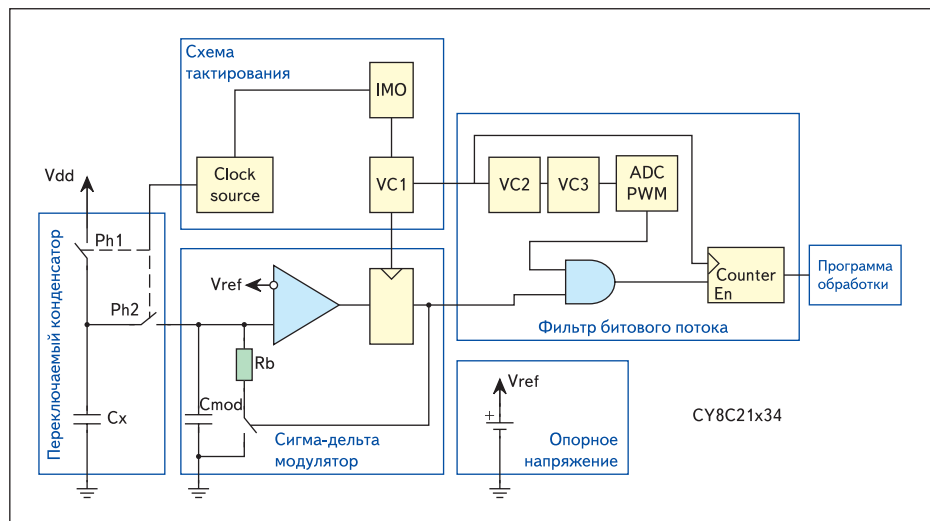 Схема
тактирования
IMO
Clock
source
VC1
VC2
VC3
ADC
PWM
Vdd
Ph1
Ph2
Cx
Переключаемый конденсатор
Vref
Rb
Cmod
Сигма-дельта
модулятор
Counter
En
Фильтр битового потока
Программа
обработки
Vref
+
Опорное
напряжение
CY8C21x34